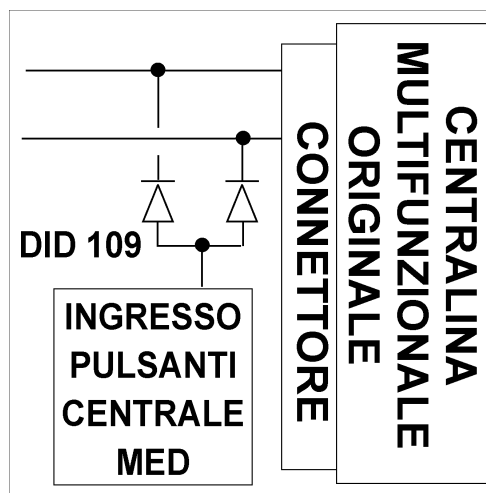 DID 109
INGRESSO
PULSANTI
CENTRALE
MED
CONNETTORE
CENTRALINA
MULTIFUNZIONALE
ORIGINALE